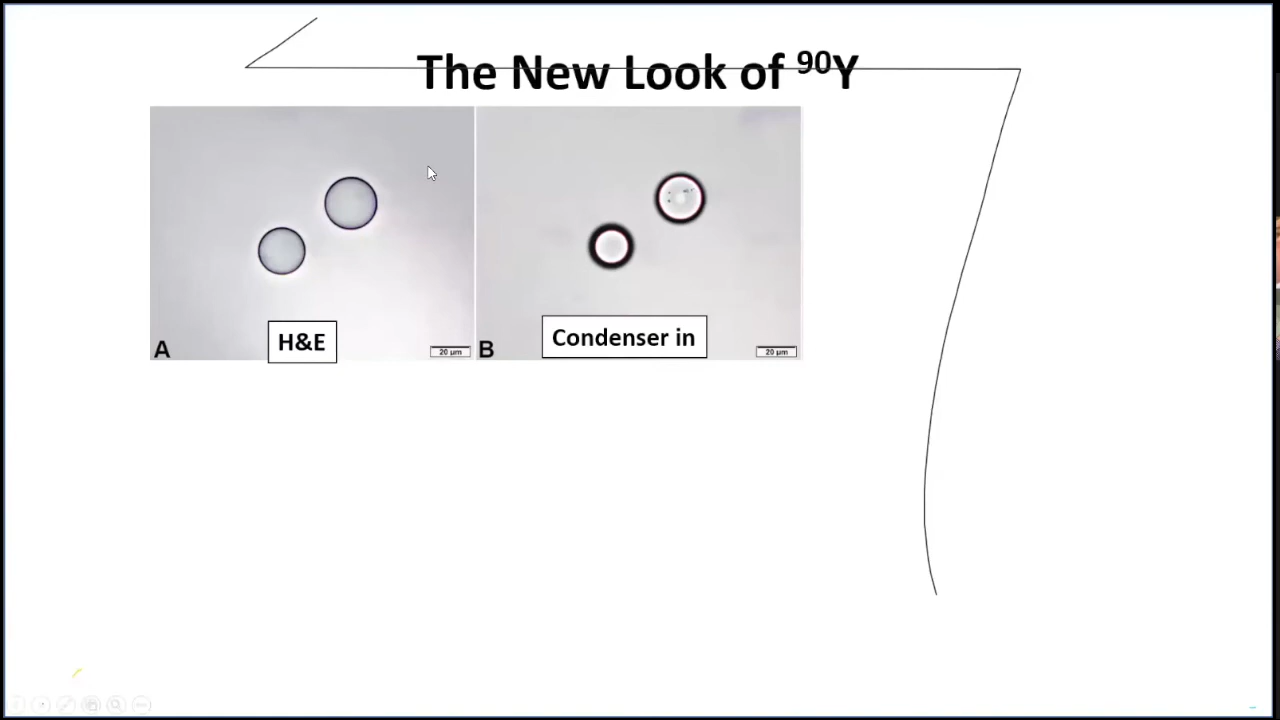 The New Look of ⁹⁰Y
H&E
A
20 µm
Condenser in
B
20 µm